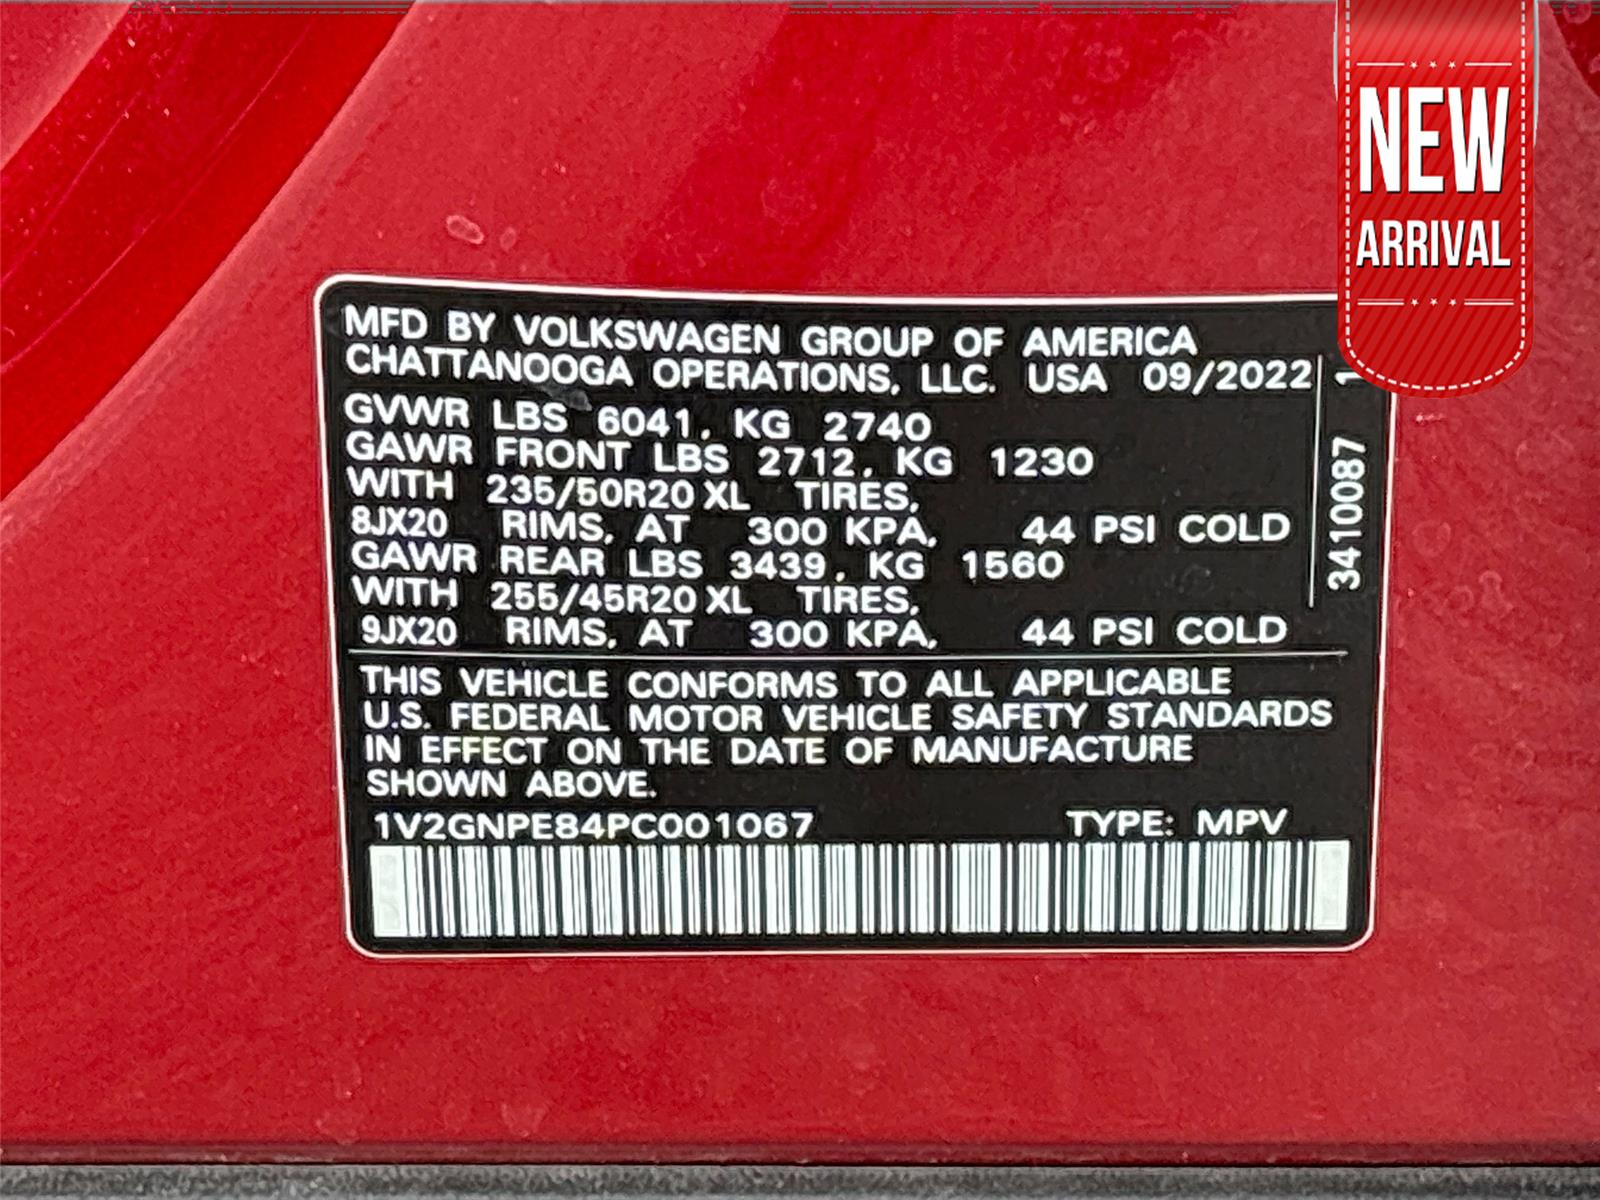 NEW
ARRIVAL
MFD BY VOLKSWAGEN GROUP OF AMERICA
CHATTANOOGA OPERATIONS, LLC. USA 09/2022
GVWR LBS 6041, KG 2740
GAWR FRONT LBS 2712, KG 1230
WITH 235/50R20 XL TIRES,
8JX20 RIMS, AT 300 KPA, 44 PSI COLD
GAWR REAR LBS 3439, KG 1560
WITH 255/45R20 XL TIRES,
9JX20 RIMS, AT 300 KPA, 44 PSI COLD
3410087
THIS VEHICLE CONFORMS TO ALL APPLICABLE
U.S. FEDERAL MOTOR VEHICLE SAFETY STANDARDS
IN EFFECT ON THE DATE OF MANUFACTURE
SHOWN ABOVE.
1V2GNPE84PC001067 TYPE: MPV